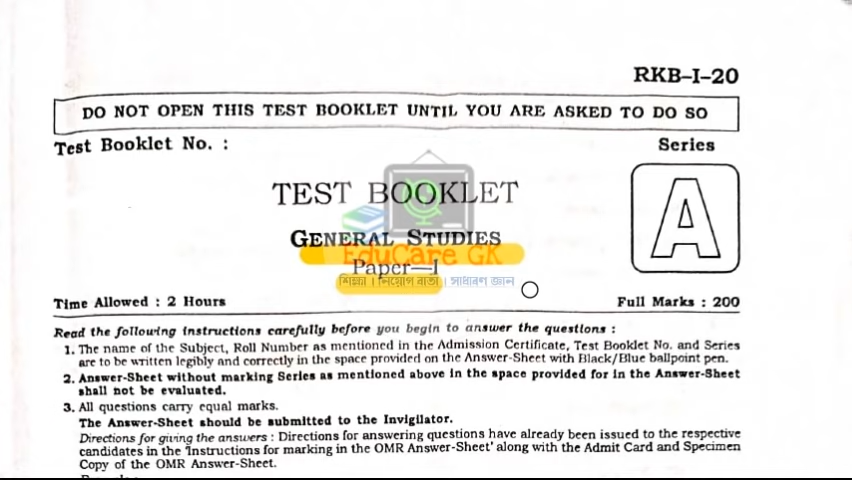 RKB–I–20
DO NOT OPEN THIS TEST BOOKLET UNTIL YOU ARE ASKED TO DO SO
Test Booklet No. :
Series
TEST BOOKLET
A
GENERAL STUDIES
EduCare GK
Paper—I
শিক্ষা । নিয়োগ বার্তা । সাধারণ জ্ঞান
Time Allowed : 2 Hours
Full Marks : 200
Read the following instructions carefully before you begin to answer the questions :
1. The name of the Subject, Roll Number as mentioned in the Admission Certificate, Test Booklet No. and Series
are to be written legibly and correctly in the space provided on the Answer-Sheet with Black/Blue ballpoint pen.
2. Answer-Sheet without marking Series as mentioned above in the space provided for in the Answer-Sheet
shall not be evaluated.
3. All questions carry equal marks.
The Answer-Sheet should be submitted to the Invigilator.
Directions for giving the answers : Directions for answering questions have already been issued to the respective
candidates in the 'Instructions for marking in the OMR Answer-Sheet' along with the Admit Card and Specimen
Copy of the OMR Answer-Sheet.